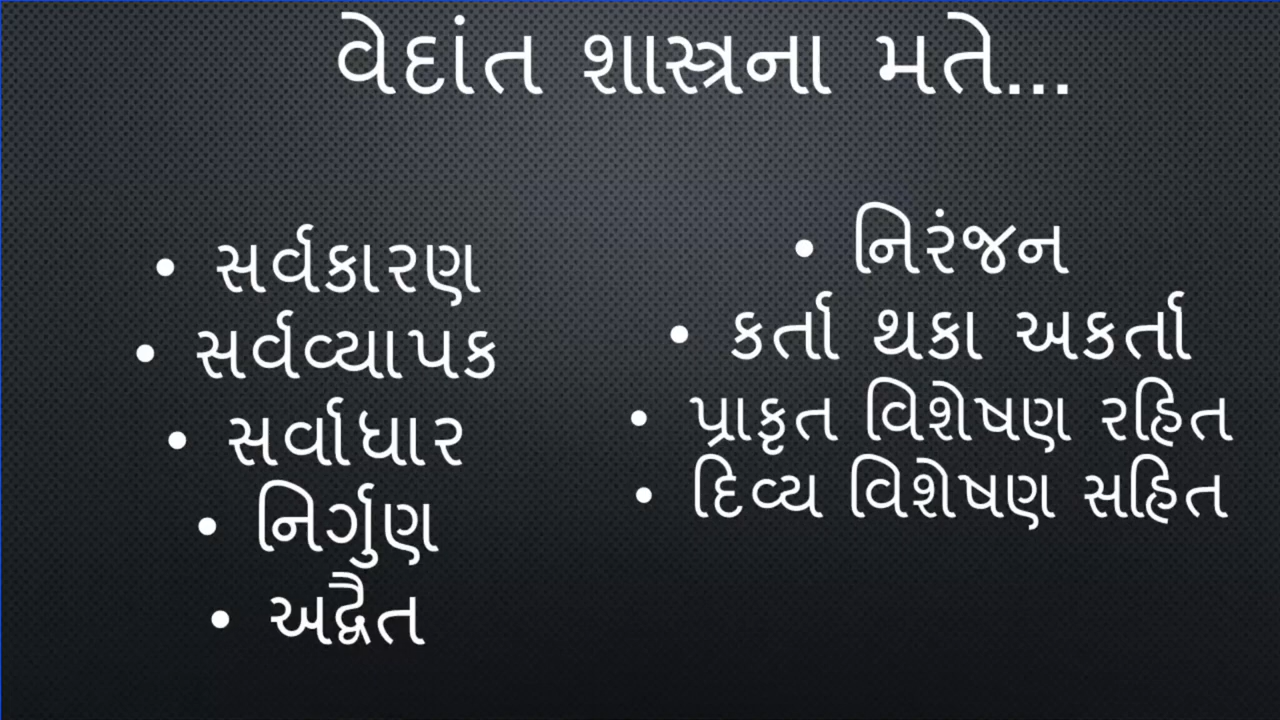 વેદાંત શાસ્ત્રના મતે...
• સર્વકારણ
• સર્વવ્યાપક
• સર્વાધાર
• નિર્ગુણ
• અદ્વૈત
• નિરંજન
• કર્તા થકા અકર્તા
• પ્રાકૃત વિશેષણ રહિત
• દિવ્ય વિશેષણ સહિત